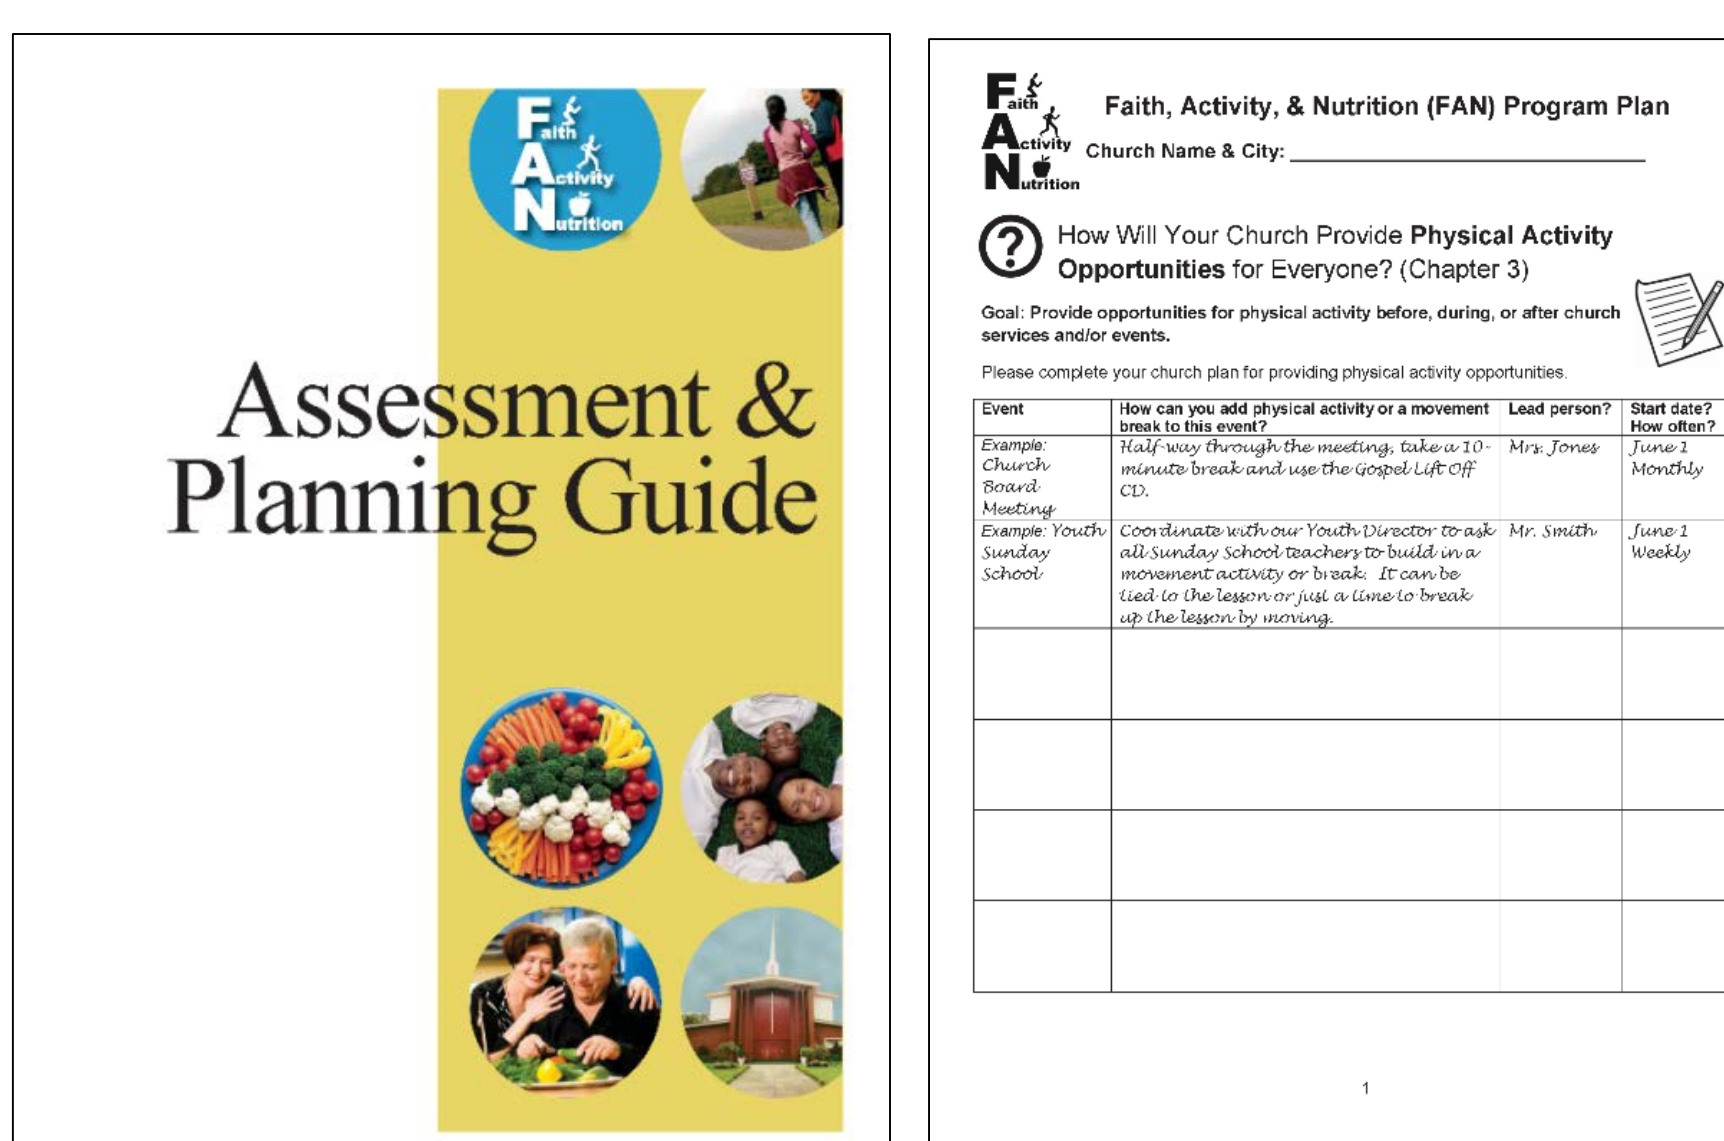 Faith
Activity
Nutrition
Assessment &
Planning Guide
Faith
Activity
Nutrition
Faith, Activity, & Nutrition (FAN) Program Plan
Church Name & City: ________________________________
?
How Will Your Church Provide Physical Activity
Opportunities for Everyone? (Chapter 3)
Goal: Provide opportunities for physical activity before, during, or after church
services and/or events.
Please complete your church plan for providing physical activity opportunities.
Event
How can you add physical activity or a movement
break to this event?
Lead person?
Start date?
How often?
Example:
Church
Board
Meeting
Half-way through the meeting, take a 10-
minute break and use the Gospel Lift Off
CD.
Mrs. Jones
June 1
Monthly
Example: Youth
Sunday
School
Coordinate with our Youth Director to ask
all Sunday School teachers to build in a
movement activity or break. It can be
tied to the lesson or just a time to break
up the lesson by moving.
Mr. Smith
June 1
Weekly
1